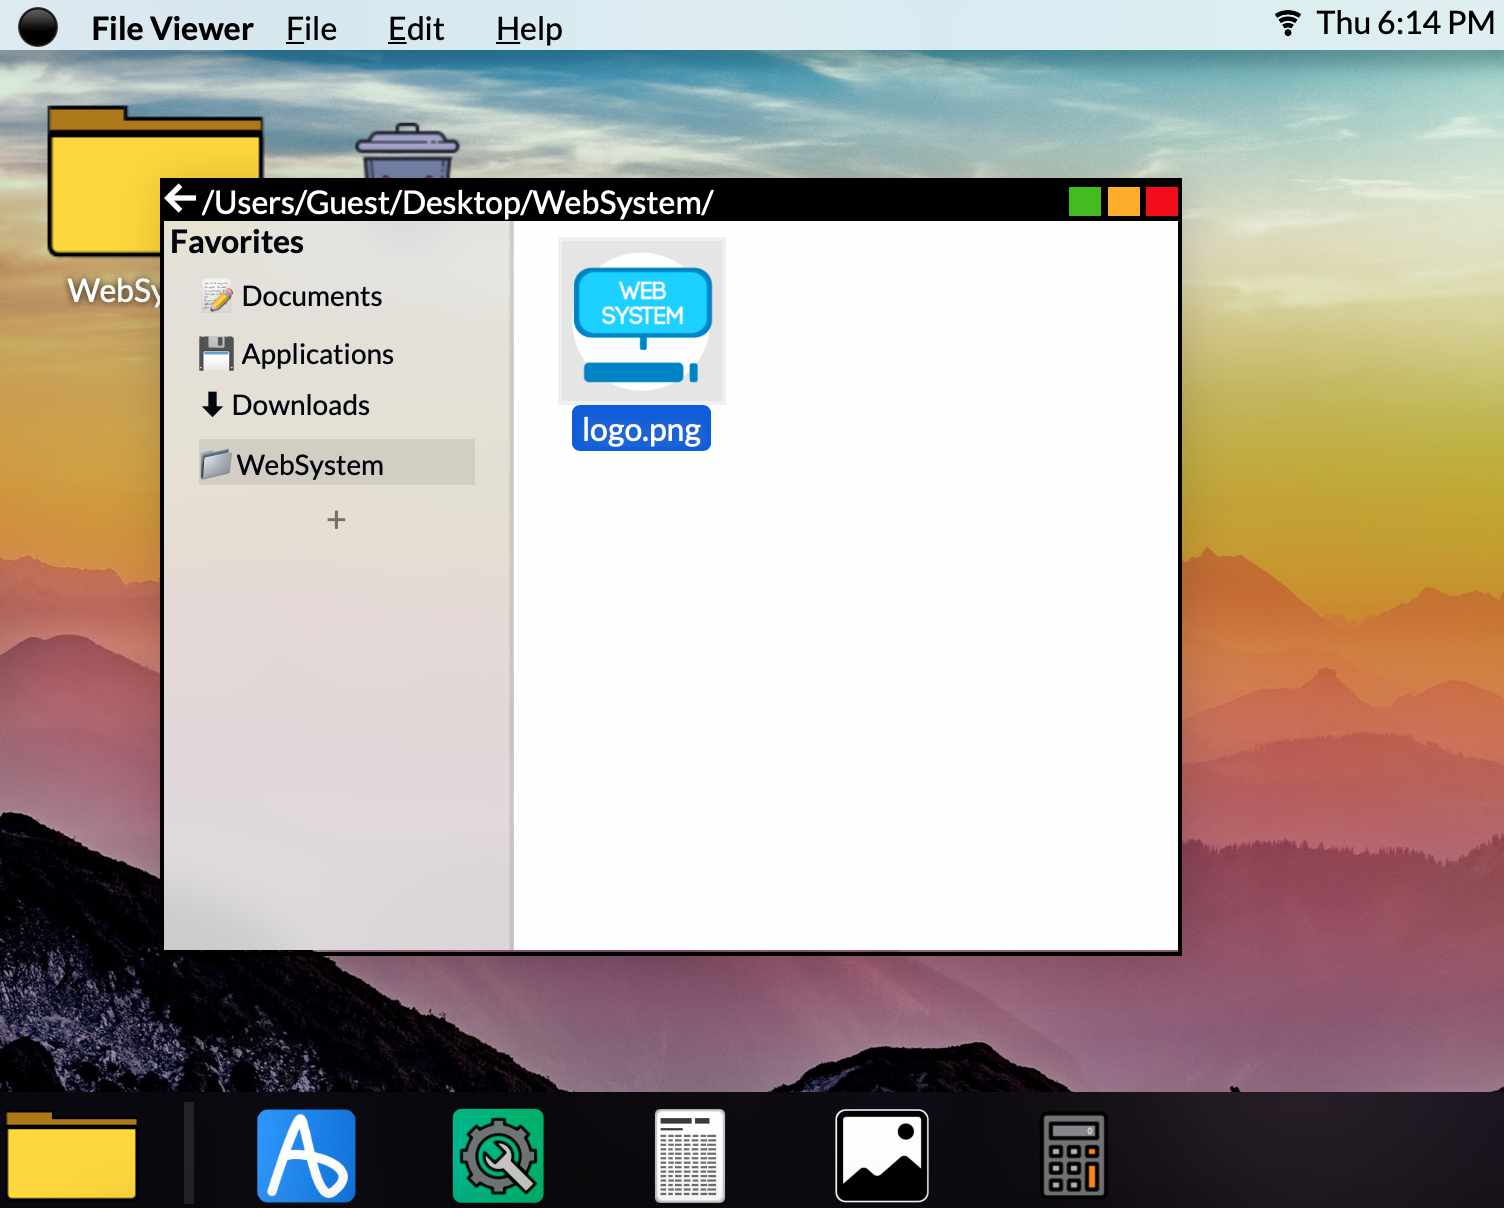 File Viewer File Edit Help Thu 6:14 PM
/Users/Guest/Desktop/WebSystem/
Favorites
Documents
Applications
Downloads
WebSystem
+
WEB
SYSTEM
logo.png
WebSy
0